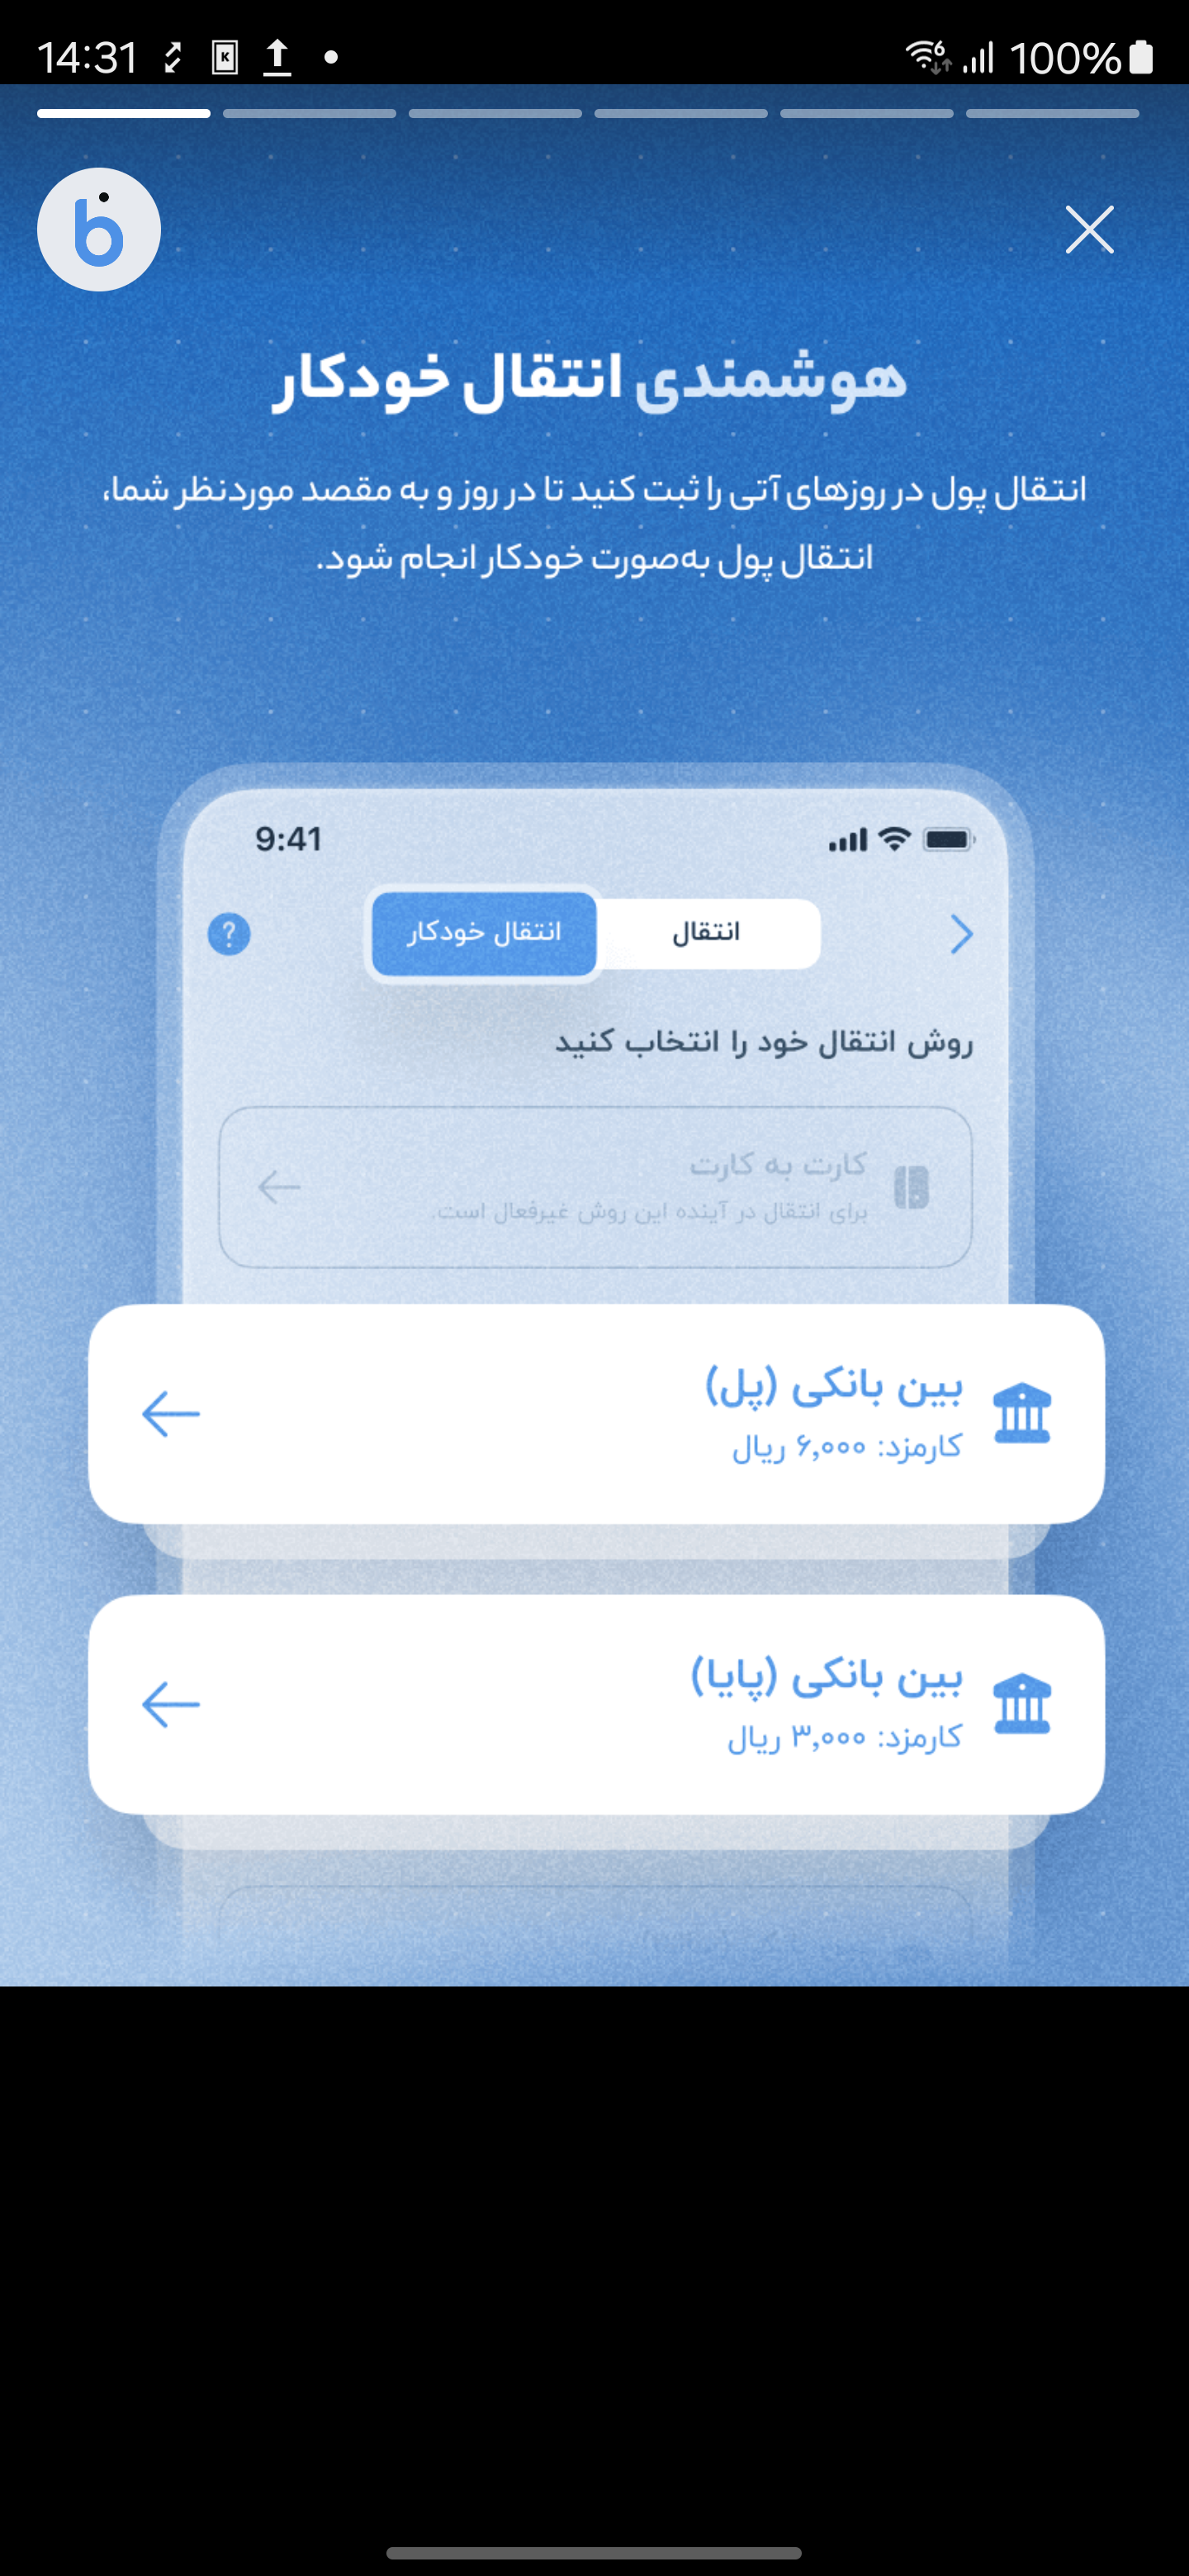 14:31
100%
هوشمندی انتقال خودکار
انتقال پول در روزهای آتی را ثبت کنید تا در روز و به مقصد موردنظر شما،
انتقال پول به‌صورت خودکار انجام شود.
9:41
انتقال
انتقال خودکار
روش انتقال خود را انتخاب کنید
کارت به کارت
برای انتقال در آینده این روش غیرفعال است.
بین بانکی (پل)
کارمزد: ۶,۰۰۰ ریال
بین بانکی (پایا)
کارمزد: ۳,۰۰۰ ریال